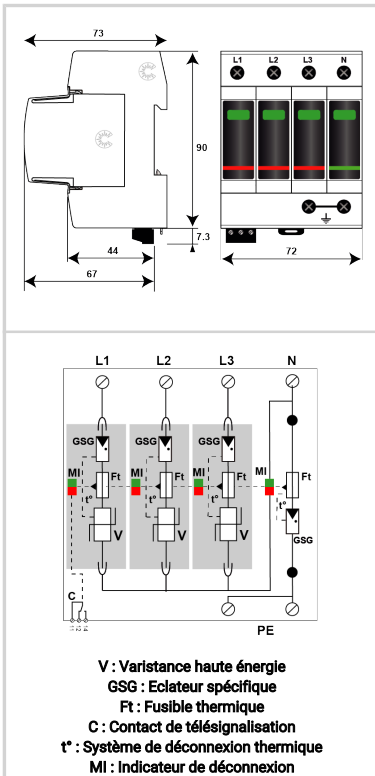 73
L1 L2 L3 N
90
7.3
44
67
72
L1 L2 L3 N
GSG GSG GSG
MI Ft MI Ft MI Ft MI Ft
t° t° t° t°
GSG
V V V
C
PE
V : Varistance haute énergie
GSG : Eclateur spécifique
Ft : Fusible thermique
C : Contact de télésignalisation
t° : Système de déconnexion thermique
MI : Indicateur de déconnexion